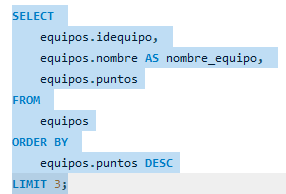 SELECT
    equipos.idequipo,
    equipos.nombre AS nombre_equipo,
    equipos.puntos
FROM
    equipos
ORDER BY
    equipos.puntos DESC
LIMIT 3;